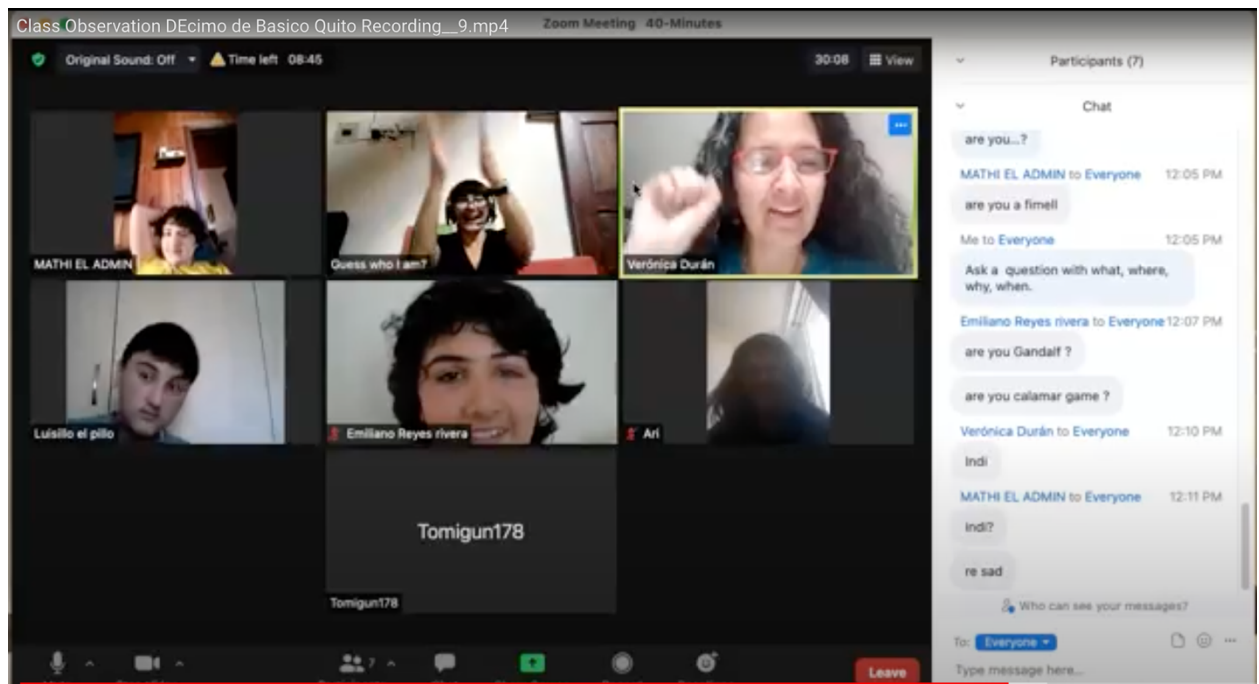 Class Observation DEcimo de Basico Quito Recording__9.mp4
Zoom Meeting 40-Minutes
Original Sound: Off
Time left 08:45
30:08
View
MATHI EL ADMIN
Guess who I am?
Verónica Durán
Luisillo el pillo
Emiliano Reyes rivera
Ari
Tomigun178
Tomigun178
7
Leave
Participants (7)
Chat
are you...?
MATHI EL ADMIN to Everyone 12:05 PM
are you a fimell
Me to Everyone 12:05 PM
Ask a question with what, where,
why, when.
Emiliano Reyes rivera to Everyone 12:07 PM
are you Gandalf ?
are you calamar game ?
Verónica Durán to Everyone 12:10 PM
Indi
MATHI EL ADMIN to Everyone 12:11 PM
indi?
re sad
Who can see your messages?
To: Everyone
Type message here...